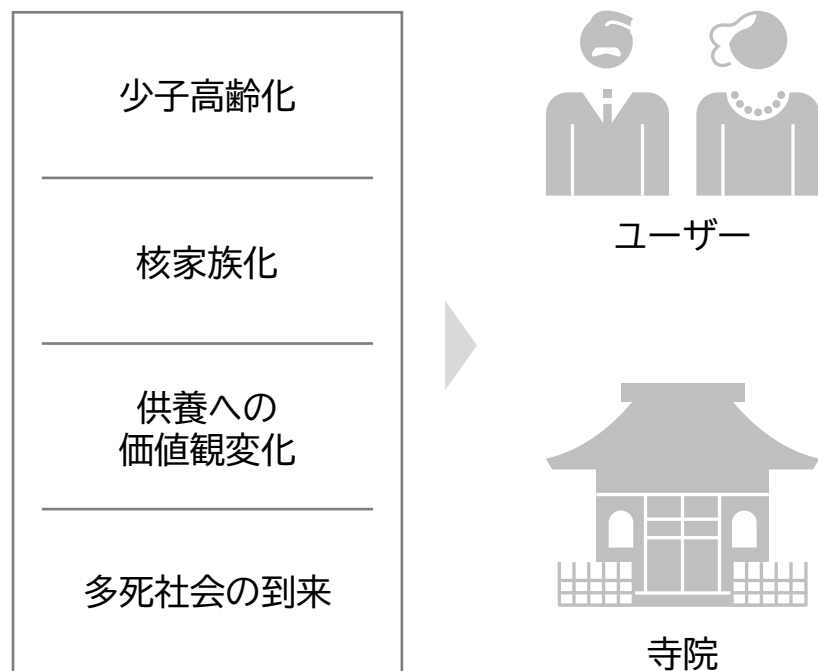 少子高齢化
核家族化
供養への
価値観変化
多死社会の到来
ユーザー
寺院